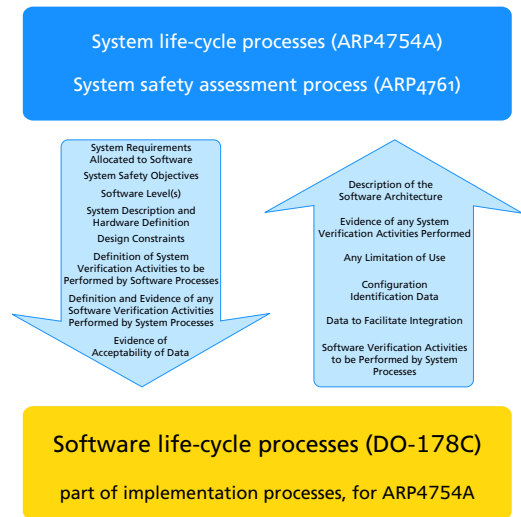 System life-cycle processes (ARP4754A)
System safety assessment process (ARP4761)
System Requirements
Allocated to Software
System Safety Objectives
Software Level(s)
System Description and
Hardware Definition
Design Constraints
Definition of System
Verification Activities to be
Performed by Software Processes
Definition and Evidence of any
Software Verification Activities
Performed by System Processes
Evidence of
Acceptability of Data
Description of the
Software Architecture
Evidence of any System
Verification Activities Performed
Any Limitation of Use
Configuration
Identification Data
Data to Facilitate Integration
Software Verification Activities
to be Performed by System
Processes
Software life-cycle processes (DO-178C)
part of implementation processes, for ARP4754A